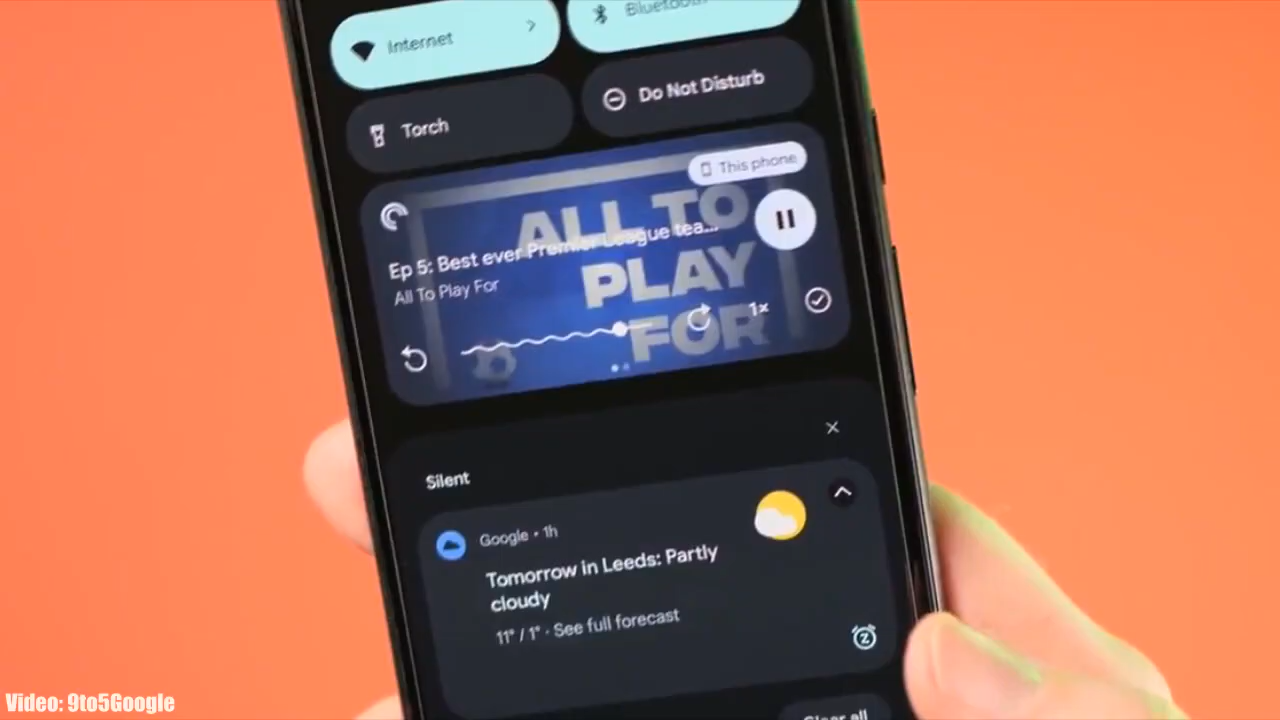 Internet
Bluetooth
Torch
Do Not Disturb
This phone
ALL TO
PLAY
FOR
Ep 5: Best ever Premier League tea...
All To Play For
1x
Silent
Google • 1h
Tomorrow in Leeds: Partly
cloudy
11° / 1° · See full forecast
Clear all
Video: 9to5Google